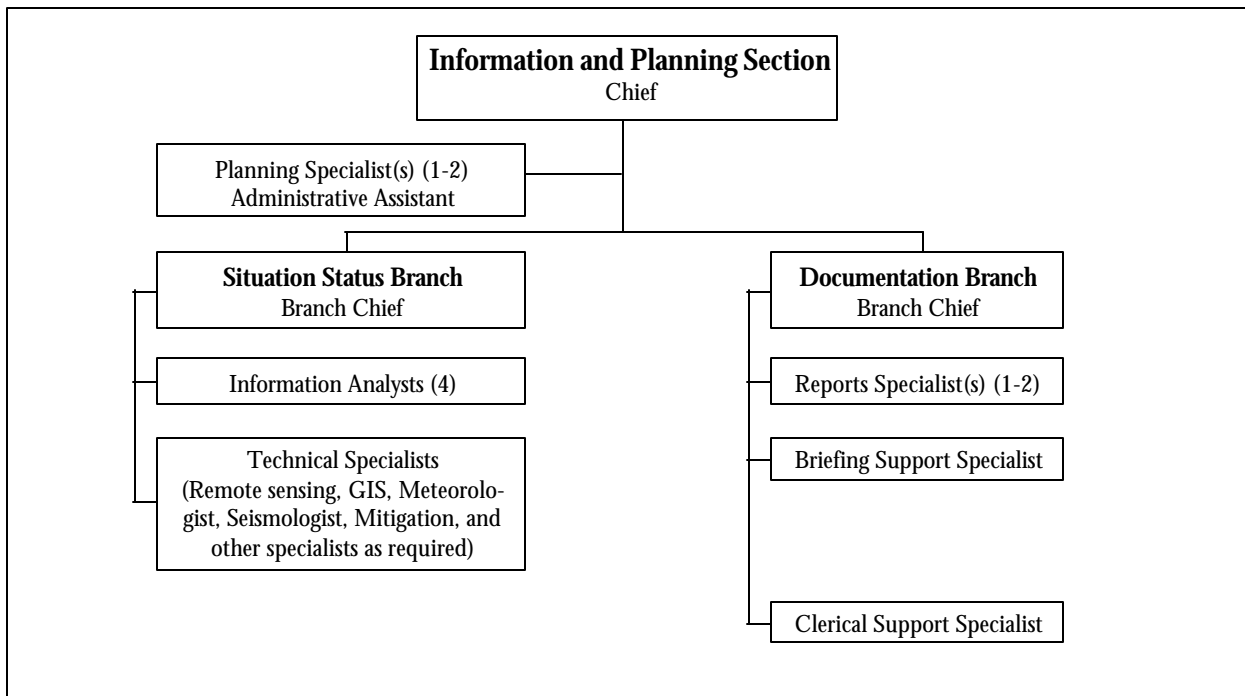 Information and Planning Section
Chief
Planning Specialist(s) (1-2)
Administrative Assistant
Situation Status Branch
Branch Chief
Information Analysts (4)
Technical Specialists
(Remote sensing, GIS, Meteorolo-
gist, Seismologist, Mitigation, and
other specialists as required)
Documentation Branch
Branch Chief
Reports Specialist(s) (1-2)
Briefing Support Specialist
Clerical Support Specialist